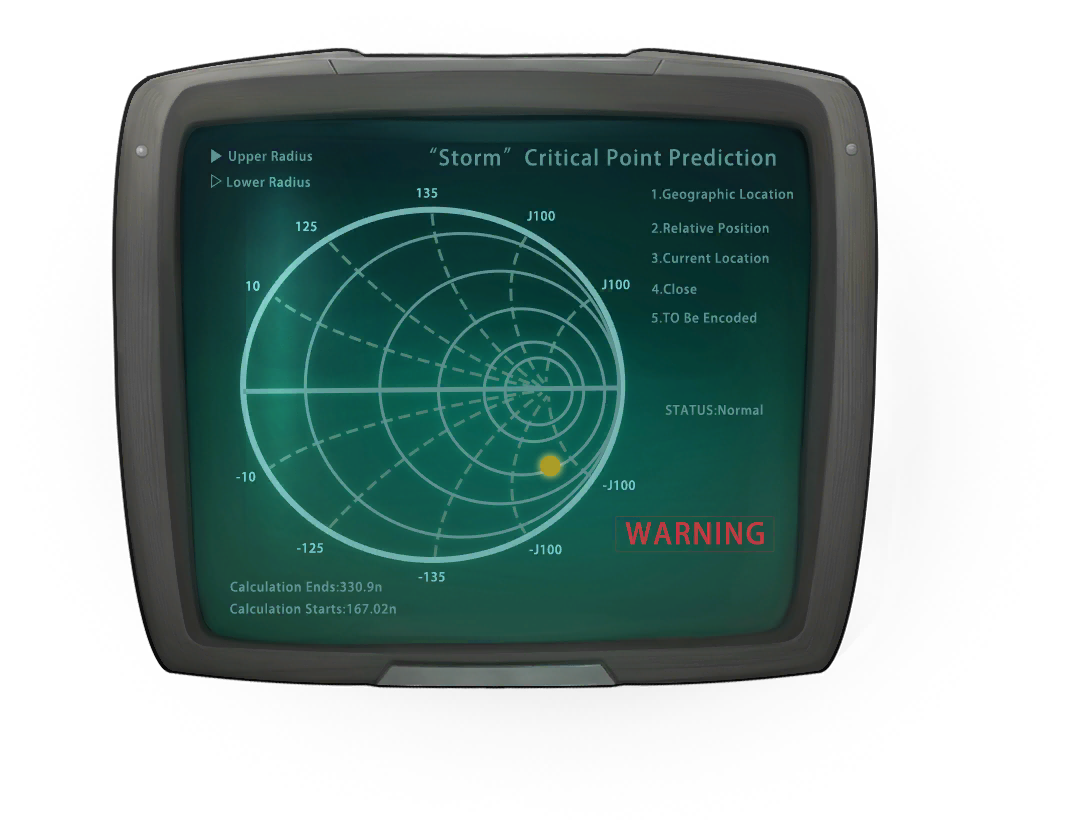 ▶ Upper Radius
▷ Lower Radius
“Storm” Critical Point Prediction
1.Geographic Location
2.Relative Position
3.Current Location
4.Close
5.TO Be Encoded
STATUS:Normal
WARNING
135
125
J100
10
J100
-10
-J100
-125
-J100
-135
Calculation Ends:330.9n
Calculation Starts:167.02n